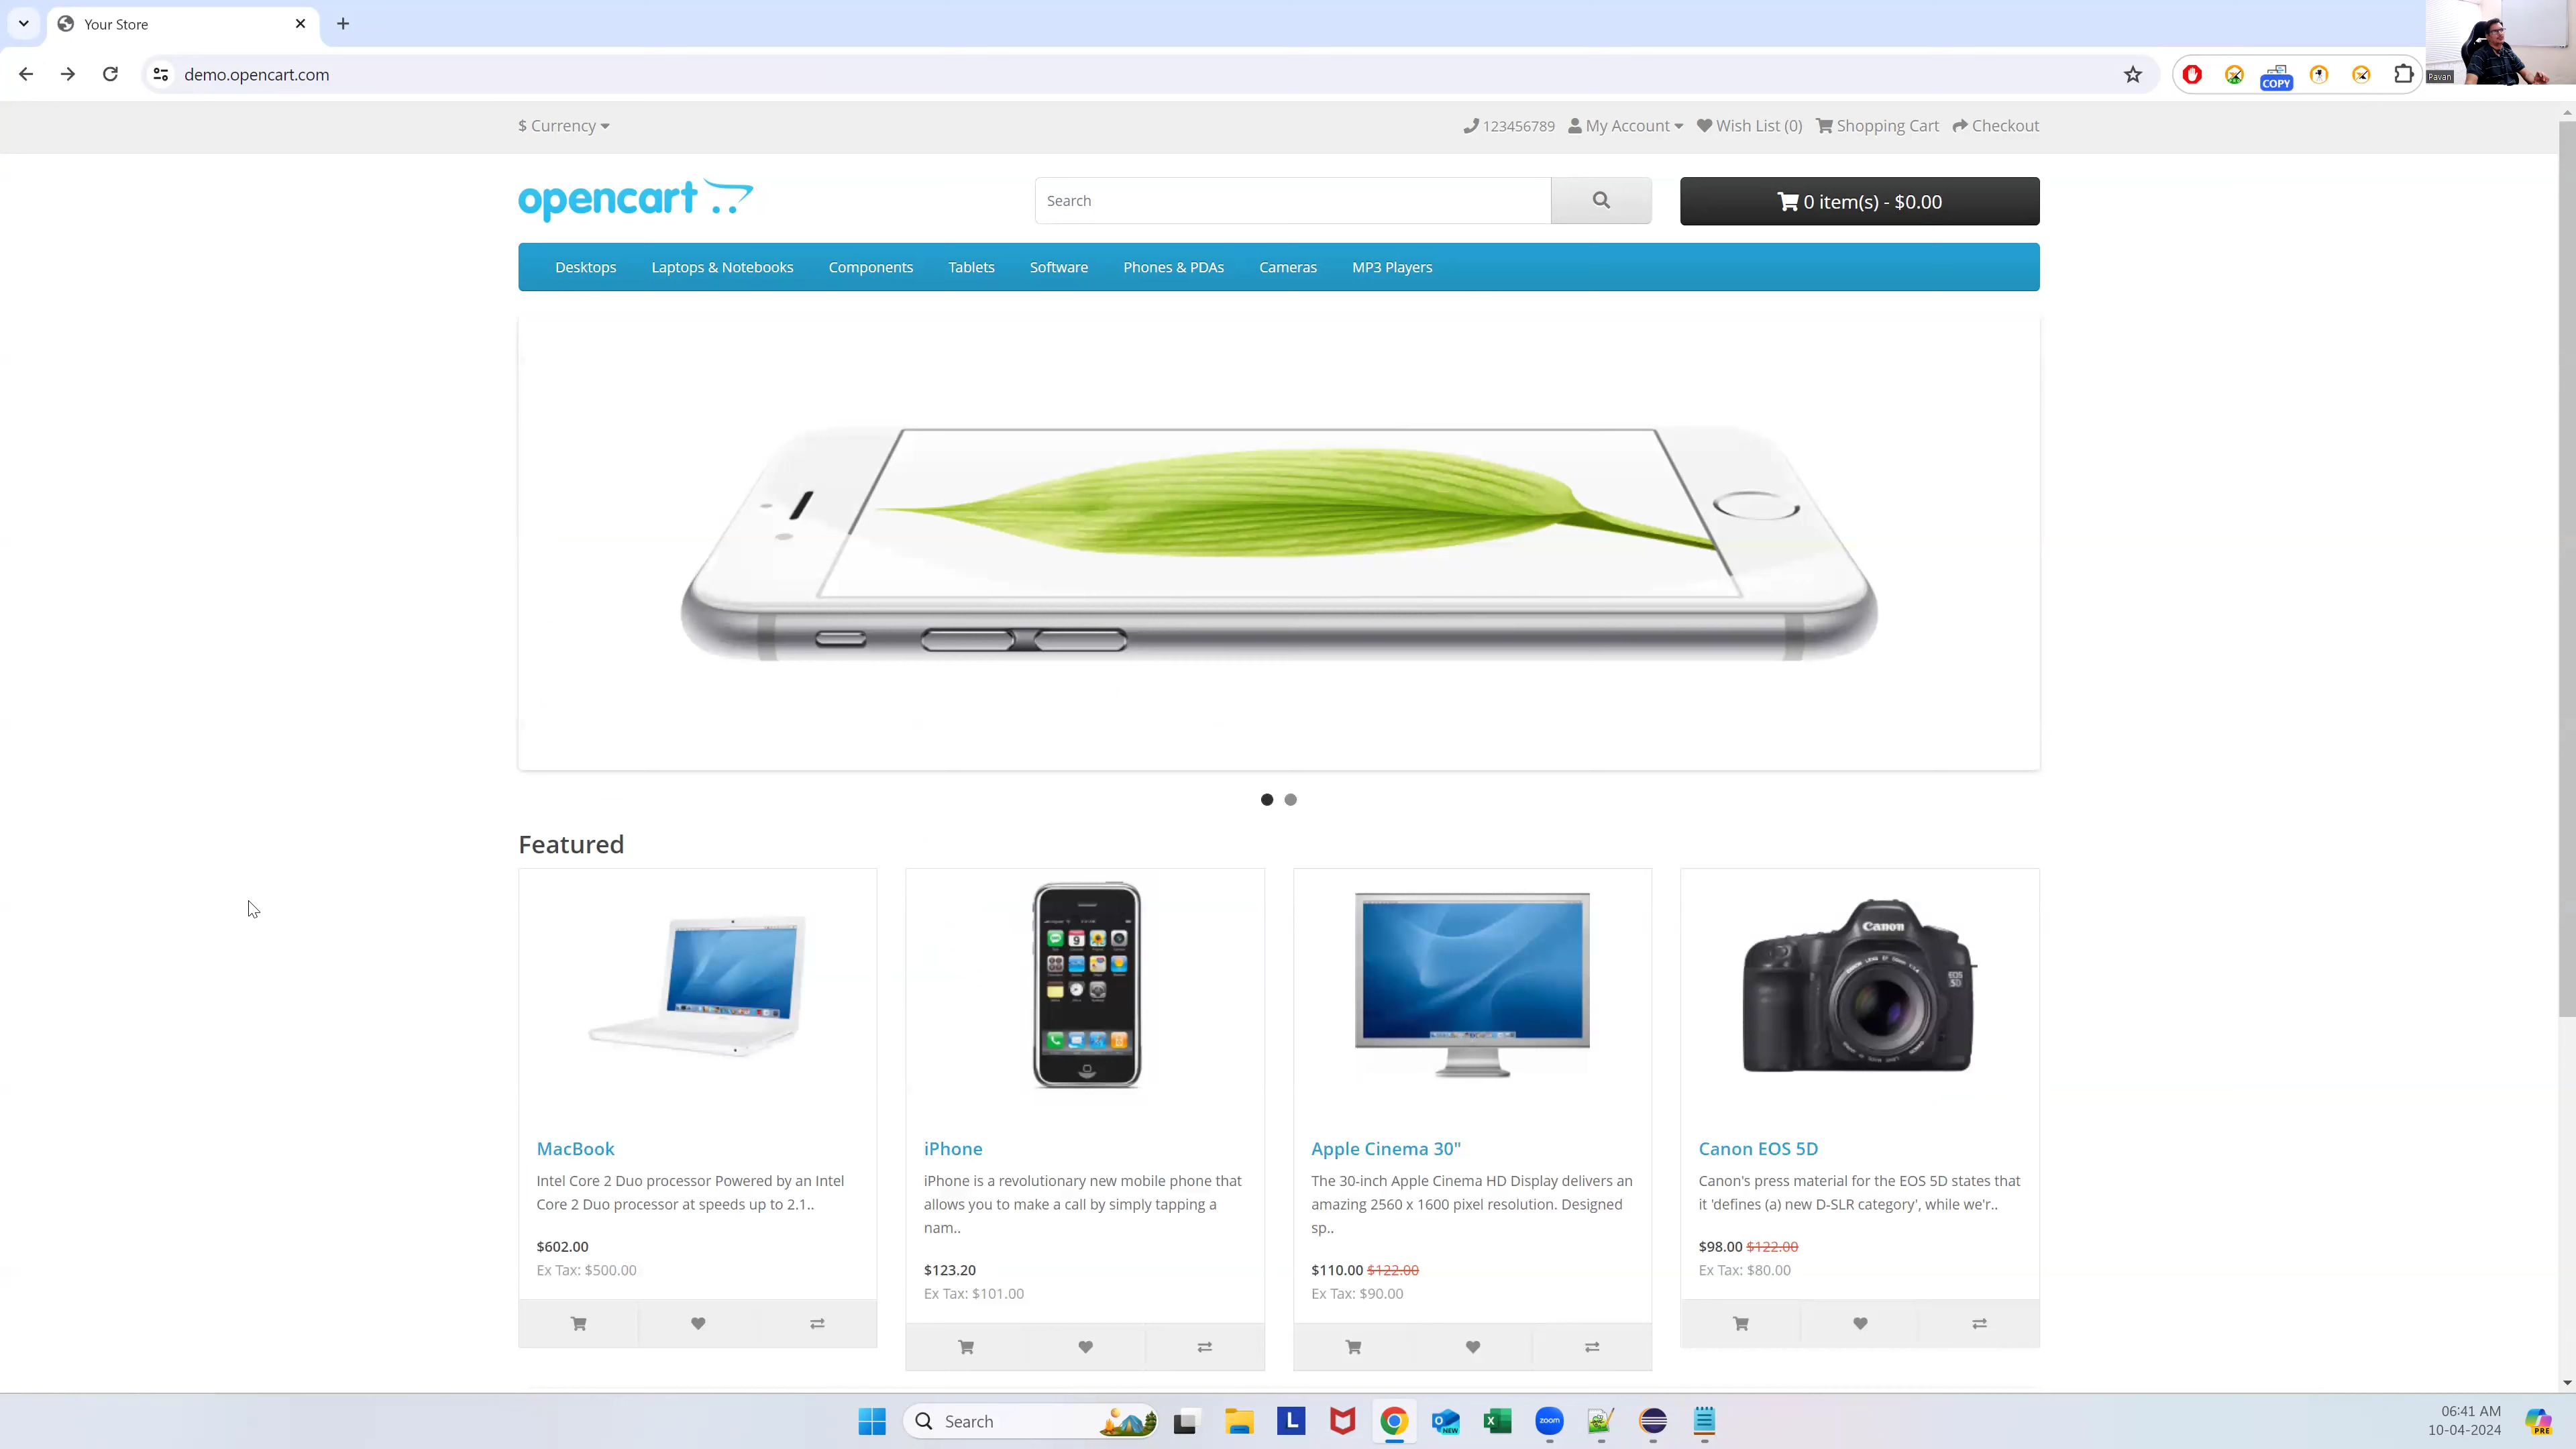 Your Store
demo.opencart.com
COPY
Pavan
$ Currency
123456789 My Account Wish List (0) Shopping Cart Checkout
opencart
Search
0 item(s) - $0.00
Desktops Laptops & Notebooks Components Tablets Software Phones & PDAs Cameras MP3 Players
Featured
Canon
EOS 5D
MacBook
Intel Core 2 Duo processor Powered by an Intel
Core 2 Duo processor at speeds up to 2.1..
$602.00
Ex Tax: $500.00
iPhone
iPhone is a revolutionary new mobile phone that
allows you to make a call by simply tapping a
nam..
$123.20
Ex Tax: $101.00
Apple Cinema 30"
The 30-inch Apple Cinema HD Display delivers an
amazing 2560 x 1600 pixel resolution. Designed
sp..
$110.00 $122.00
Ex Tax: $90.00
Canon EOS 5D
Canon's press material for the EOS 5D states that
it 'defines (a) new D-SLR category', while we'r..
$98.00 $122.00
Ex Tax: $80.00
Search
L
NEW
zoom
06:41 AM
10-04-2024
PRE